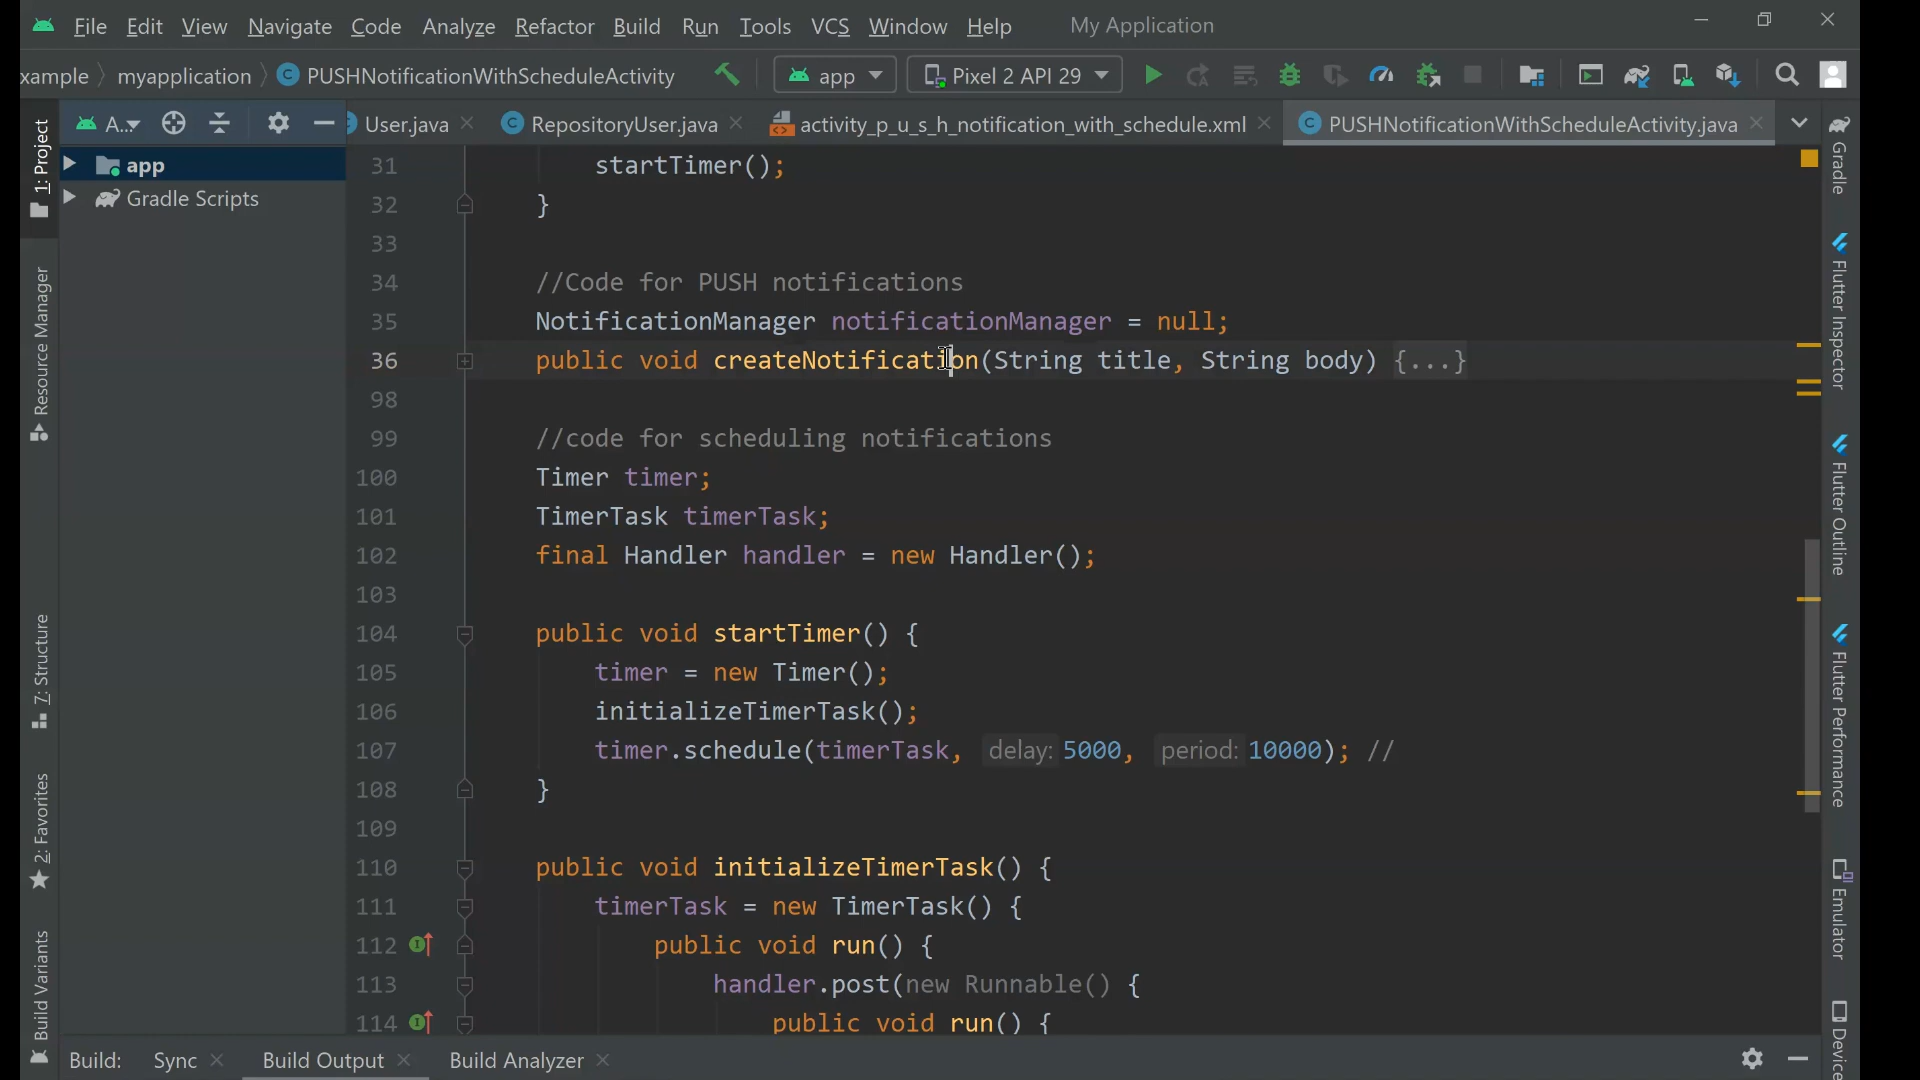 File Edit View Navigate Code Analyze Refactor Build Run Tools VCS Window Help My Application
xample myapplication PUSHNotificationWithScheduleActivity app Pixel 2 API 29
A... User.java RepositoryUser.java activity_p_u_s_h_notification_with_schedule.xml PUSHNotificationWithScheduleActivity.java
1: Project
Resource Manager
7: Structure
2: Favorites
Build Variants
app
Gradle Scripts
31 startTimer();
32 }
33
34 //Code for PUSH notifications
35 NotificationManager notificationManager = null;
36 public void createNotification(String title, String body) {...}
98
99 //code for scheduling notifications
100 Timer timer;
101 TimerTask timerTask;
102 final Handler handler = new Handler();
103
104 public void startTimer() {
105 timer = new Timer();
106 initializeTimerTask();
107 timer.schedule(timerTask, delay: 5000, period: 10000); //
108 }
109
110 public void initializeTimerTask() {
111 timerTask = new TimerTask() {
112 public void run() {
113 handler.post(new Runnable() {
114 public void run() {
Gradle
Flutter Inspector
Flutter Outline
Flutter Performance
Emulator
Device
Build: Sync Build Output Build Analyzer